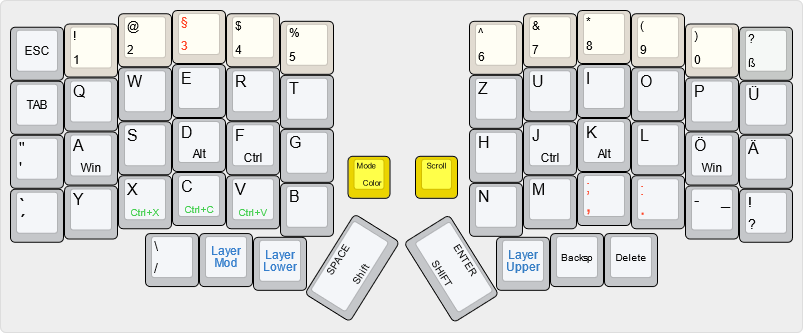 ESC
!
1
@
2
§
3
$
4
%
5
^
6
&
7
*
8
(
9
)
0
?
ß
TAB
Q
W
E
R
T
Z
U
I
O
P
Ü
"
'
A
Win
S
D
Alt
F
Ctrl
G
Mode
Color
Scroll
H
J
Ctrl
K
Alt
L
Ö
Win
Ä
`
´
Y
X
Ctrl+X
C
Ctrl+C
V
Ctrl+V
B
N
M
;
,
:
.
- _
!
?
\
/
Layer
Mod
Layer
Lower
SPACE
Shift
ENTER
SHIFT
Layer
Upper
Backsp
Delete